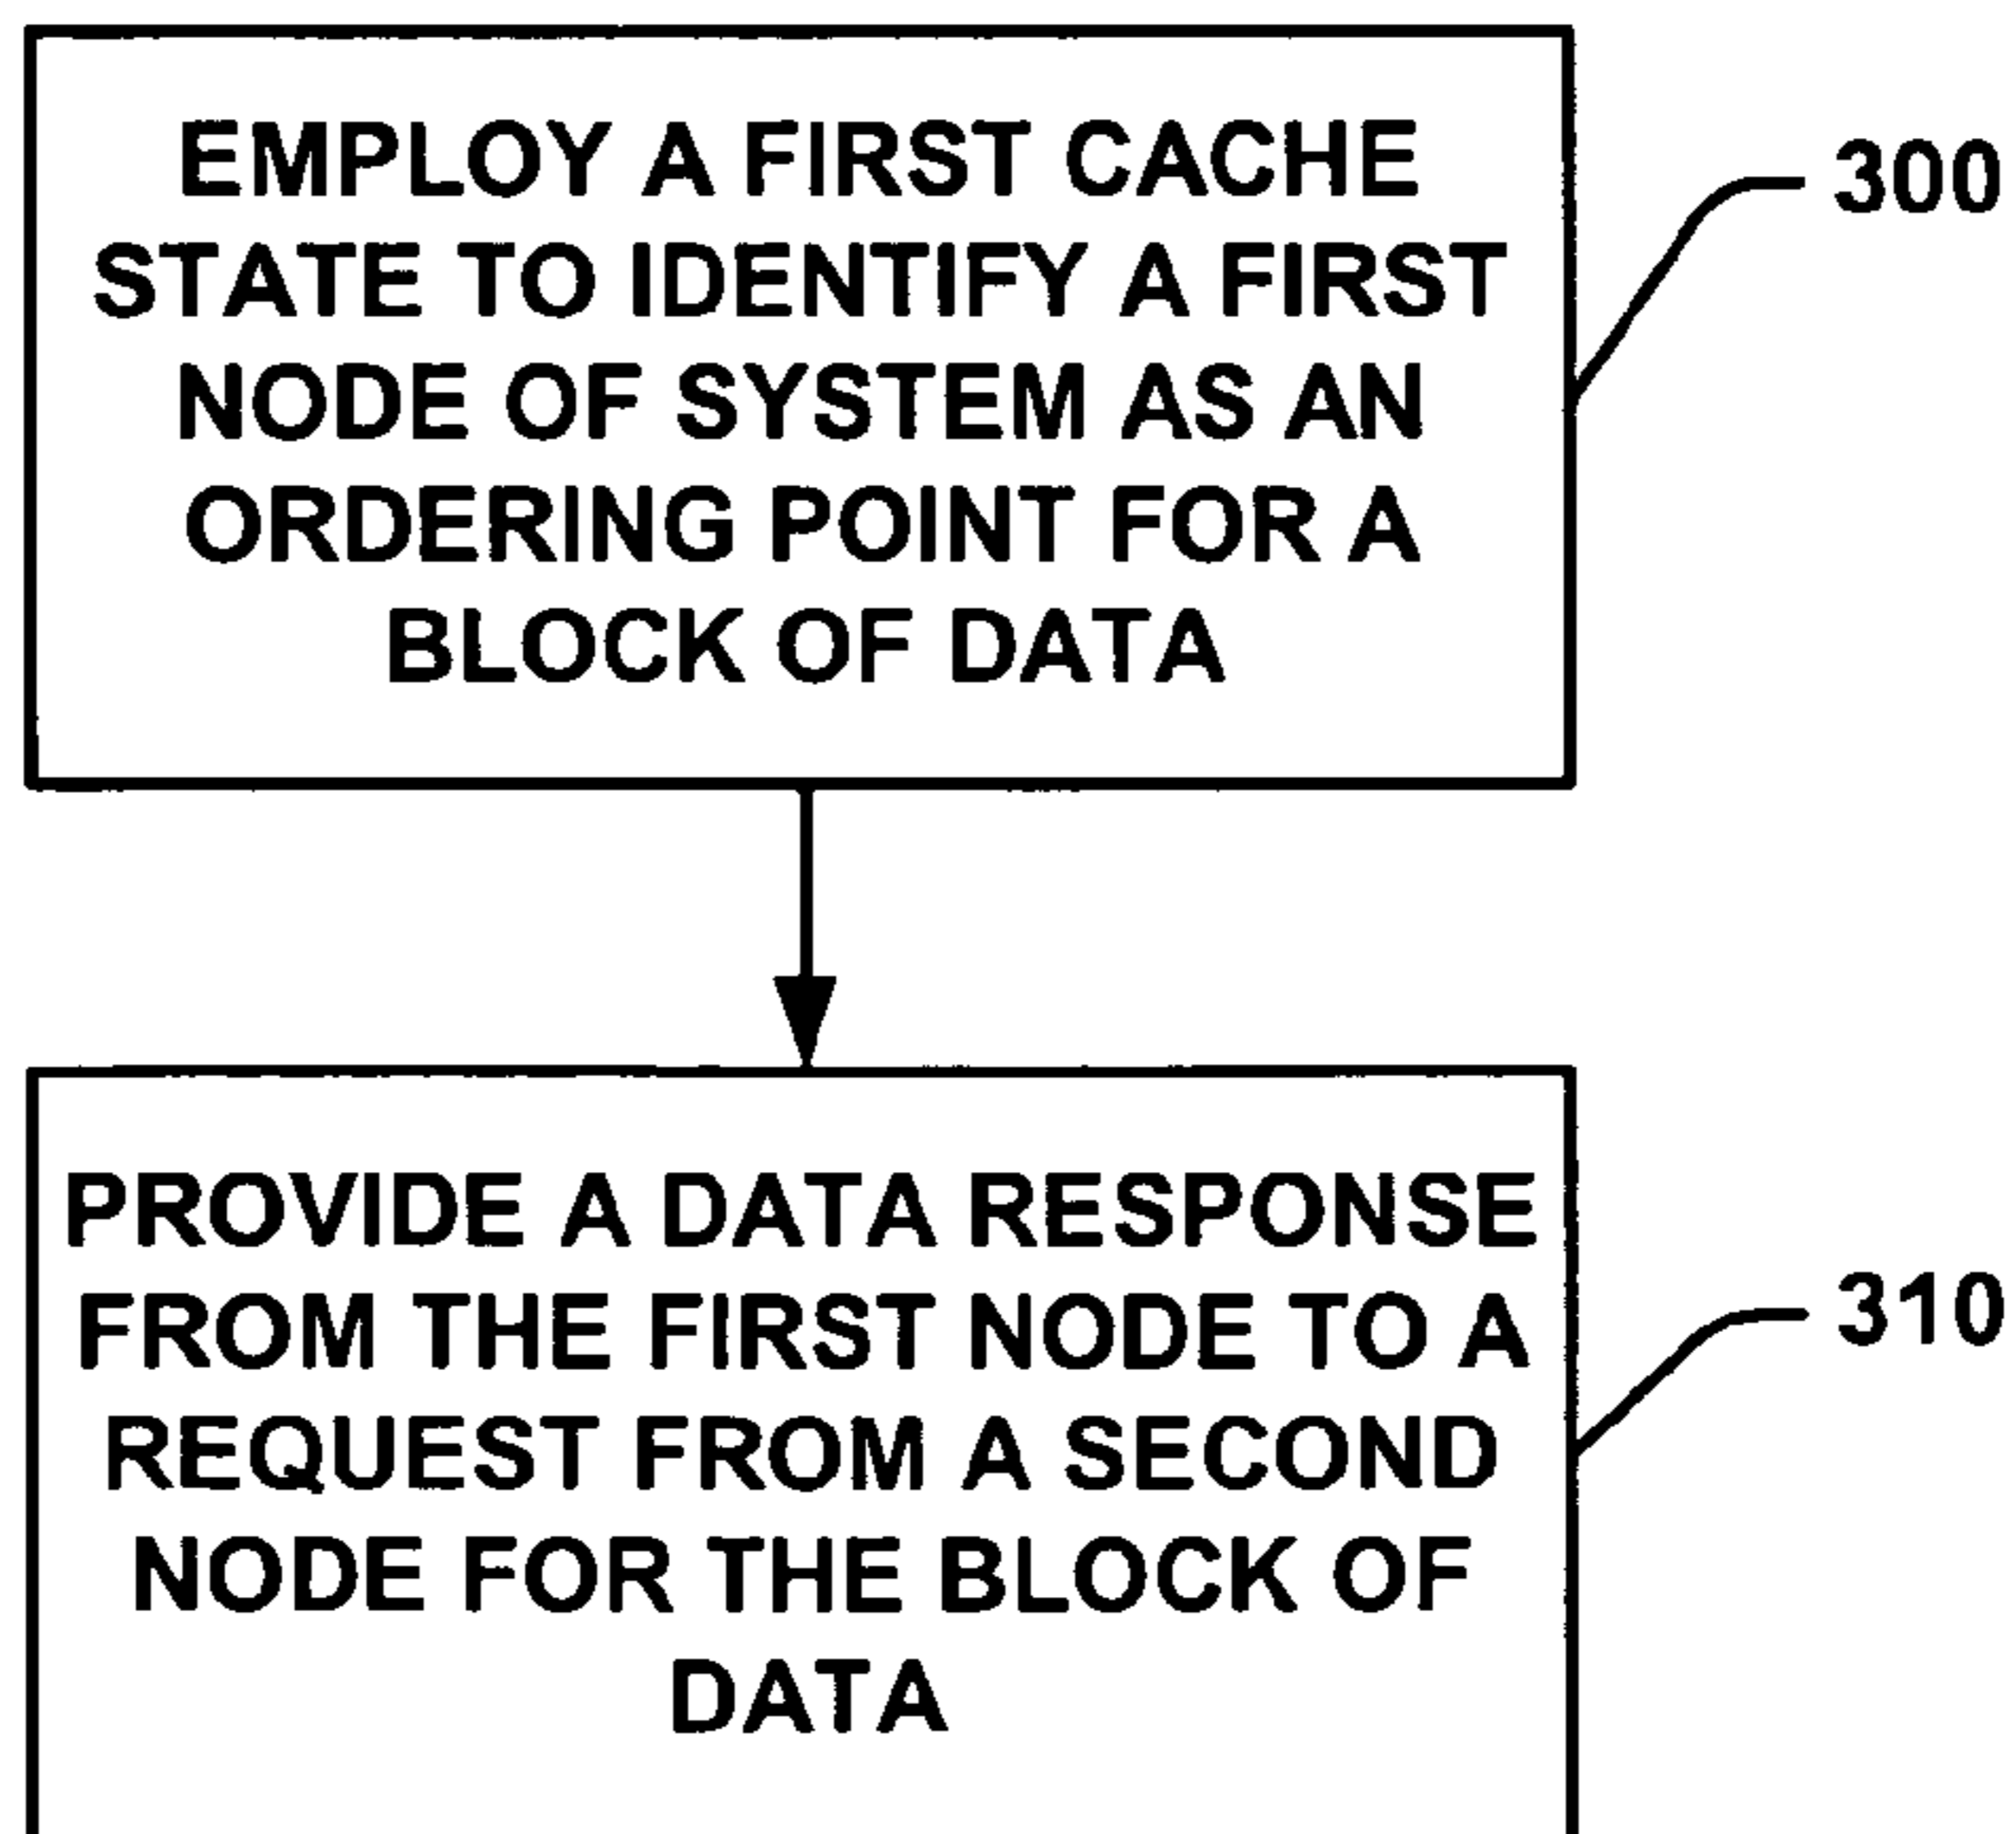 EMPLOY A FIRST CACHE
STATE TO IDENTIFY A FIRST
NODE OF SYSTEM AS AN
ORDERING POINT FOR A
BLOCK OF DATA
300
PROVIDE A DATA RESPONSE
FROM THE FIRST NODE TO A
REQUEST FROM A SECOND
NODE FOR THE BLOCK OF
DATA
310